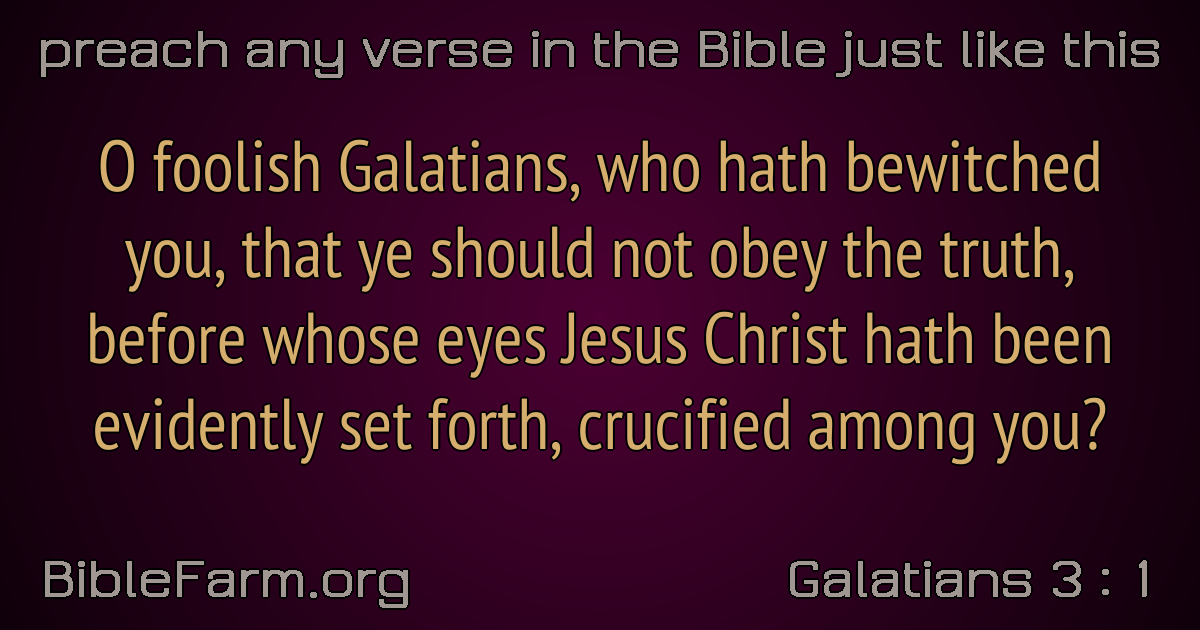 preach any verse in the Bible just like this
O foolish Galatians, who hath bewitched
you, that ye should not obey the truth,
before whose eyes Jesus Christ hath been
evidently set forth, crucified among you?
BibleFarm.org
Galatians 3 : 1